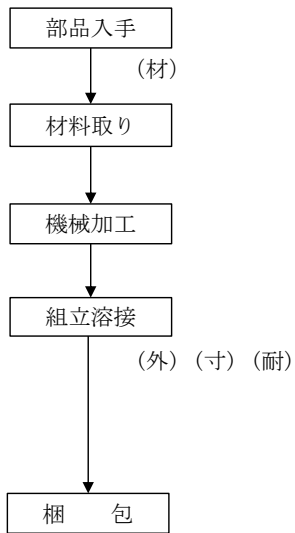 部品入手
(材)
材料取り
機械加工
組立溶接
(外) (寸) (耐)
梱　包